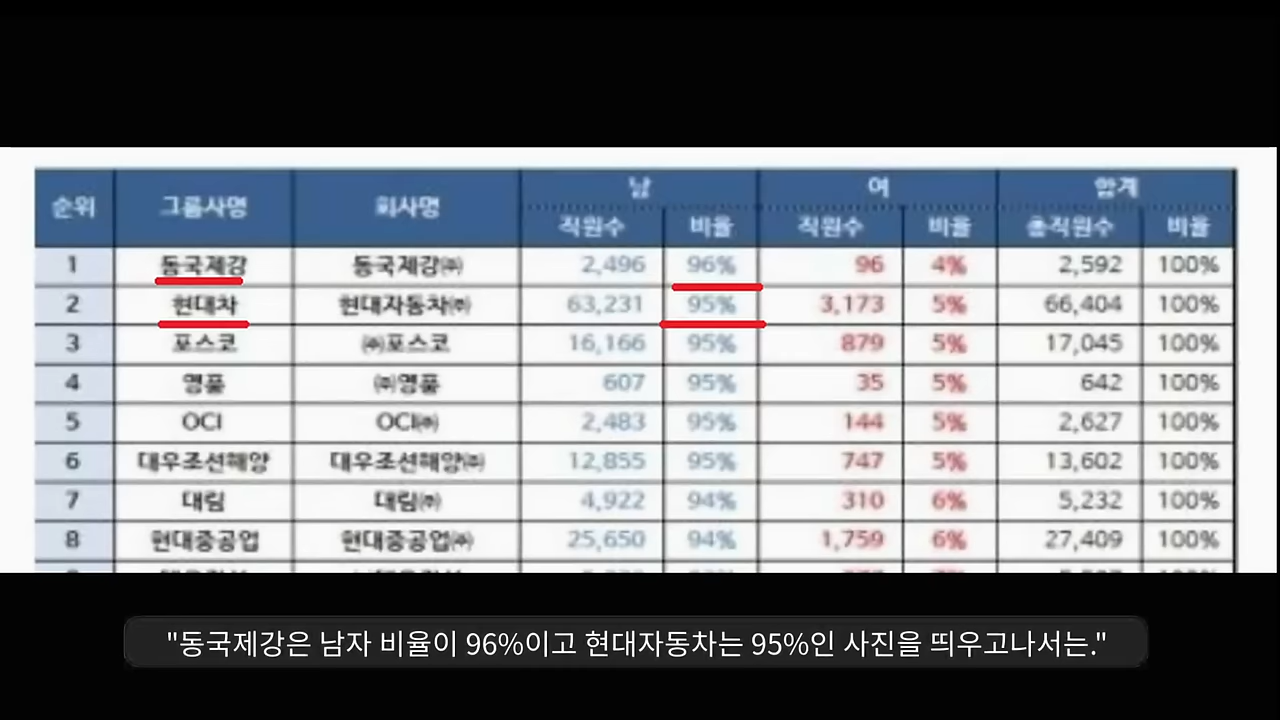 순위 그룹사명 회사명 남 여 합계
직원수 비율 직원수 비율 총직원수 비율
1 동국제강 동국제강㈜ 2,496 96% 96 4% 2,592 100%
2 현대차 현대자동차㈜ 63,231 95% 3,173 5% 66,404 100%
3 포스코 ㈜포스코 16,166 95% 879 5% 17,045 100%
4 영풍 ㈜영풍 607 95% 35 5% 642 100%
5 OCI OCI㈜ 2,483 95% 144 5% 2,627 100%
6 대우조선해양 대우조선해양㈜ 12,855 95% 747 5% 13,602 100%
7 대림 대림㈜ 4,922 94% 310 6% 5,232 100%
8 현대중공업 현대중공업㈜ 25,650 94% 1,759 6% 27,409 100%
"동국제강은 남자 비율이 96%이고 현대자동차는 95%인 사진을 띄우고나서는."